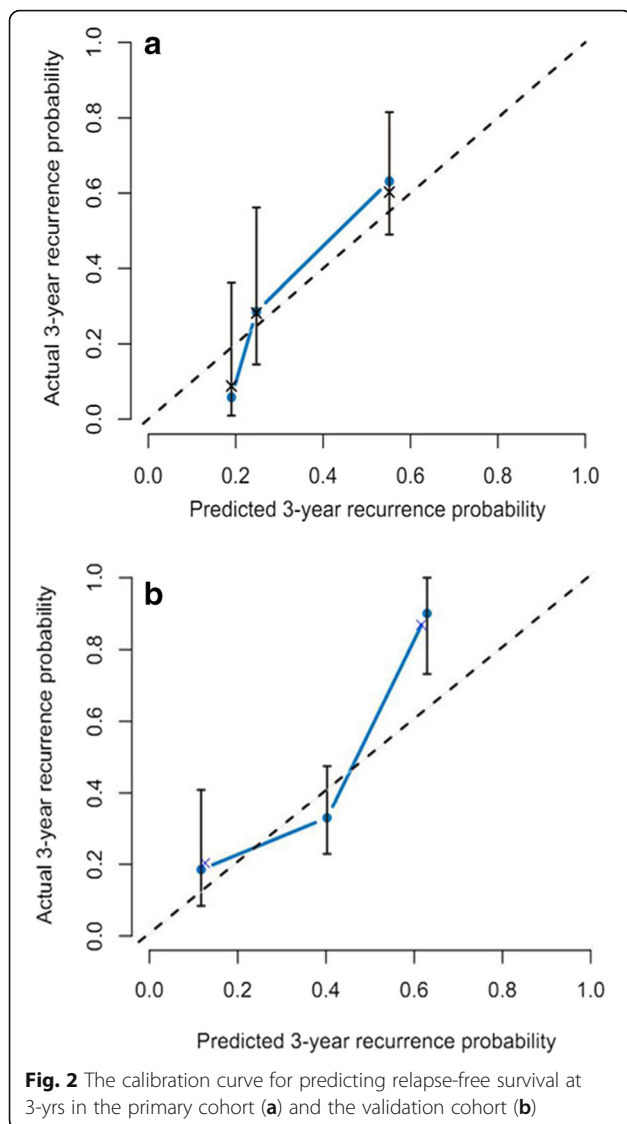 a
Actual 3-year recurrence probability
1.0
0.8
0.6
0.4
0.2
0.0
0.0 0.2 0.4 0.6 0.8 1.0
Predicted 3-year recurrence probability
b
Actual 3-year recurrence probability
1.0
0.8
0.6
0.4
0.2
0.0
0.0 0.2 0.4 0.6 0.8 1.0
Predicted 3-year recurrence probability
Fig. 2 The calibration curve for predicting relapse-free survival at
3-yrs in the primary cohort (a) and the validation cohort (b)